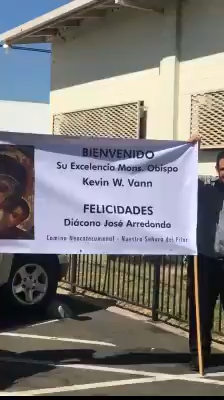 BIENVENIDO
Su Excelencia Mons. Obispo
Kevin W. Vann
FELICIDADES
Diácono José Arredondo
Camino Neocatecumenal - Nuestra Señora del Pilar